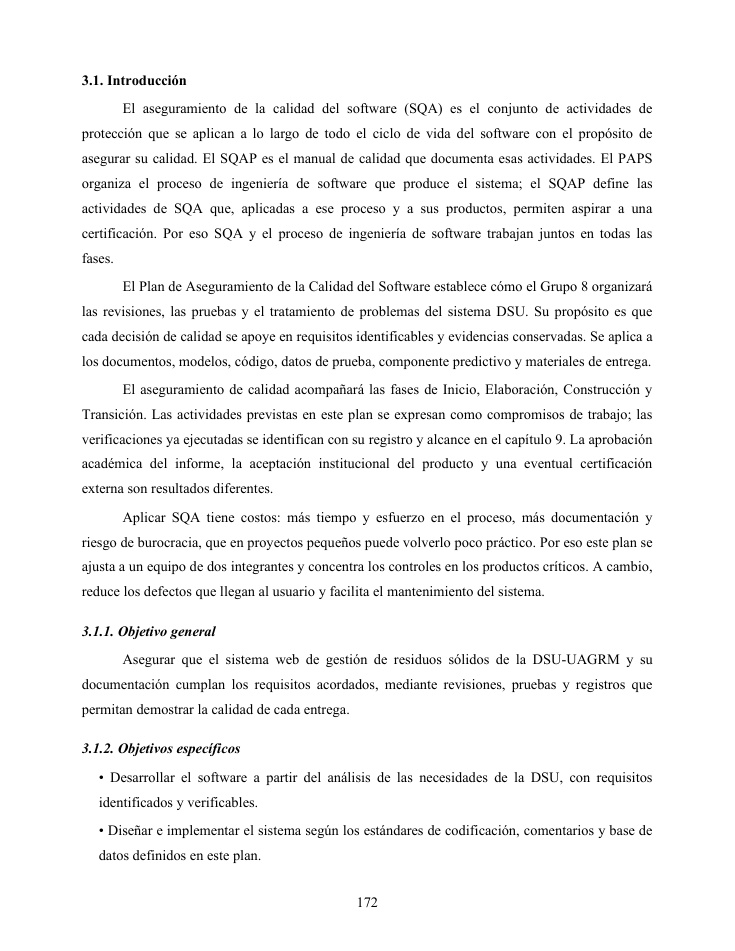 3.1. Introducción
El aseguramiento de la calidad del software (SQA) es el conjunto de actividades de
protección que se aplican a lo largo de todo el ciclo de vida del software con el propósito de
asegurar su calidad. El SQAP es el manual de calidad que documenta esas actividades. El PAPS
organiza el proceso de ingeniería de software que produce el sistema; el SQAP define las
actividades de SQA que, aplicadas a ese proceso y a sus productos, permiten aspirar a una
certificación. Por eso SQA y el proceso de ingeniería de software trabajan juntos en todas las
fases.
El Plan de Aseguramiento de la Calidad del Software establece cómo el Grupo 8 organizará
las revisiones, las pruebas y el tratamiento de problemas del sistema DSU. Su propósito es que
cada decisión de calidad se apoye en requisitos identificables y evidencias conservadas. Se aplica a
los documentos, modelos, código, datos de prueba, componente predictivo y materiales de entrega.
El aseguramiento de calidad acompañará las fases de Inicio, Elaboración, Construcción y
Transición. Las actividades previstas en este plan se expresan como compromisos de trabajo; las
verificaciones ya ejecutadas se identifican con su registro y alcance en el capítulo 9. La aprobación
académica del informe, la aceptación institucional del producto y una eventual certificación
externa son resultados diferentes.
Aplicar SQA tiene costos: más tiempo y esfuerzo en el proceso, más documentación y
riesgo de burocracia, que en proyectos pequeños puede volverlo poco práctico. Por eso este plan se
ajusta a un equipo de dos integrantes y concentra los controles en los productos críticos. A cambio,
reduce los defectos que llegan al usuario y facilita el mantenimiento del sistema.
3.1.1. Objetivo general
Asegurar que el sistema web de gestión de residuos sólidos de la DSU-UAGRM y su
documentación cumplan los requisitos acordados, mediante revisiones, pruebas y registros que
permitan demostrar la calidad de cada entrega.
3.1.2. Objetivos específicos
• Desarrollar el software a partir del análisis de las necesidades de la DSU, con requisitos
identificados y verificables.
• Diseñar e implementar el sistema según los estándares de codificación, comentarios y base de
datos definidos en este plan.
172